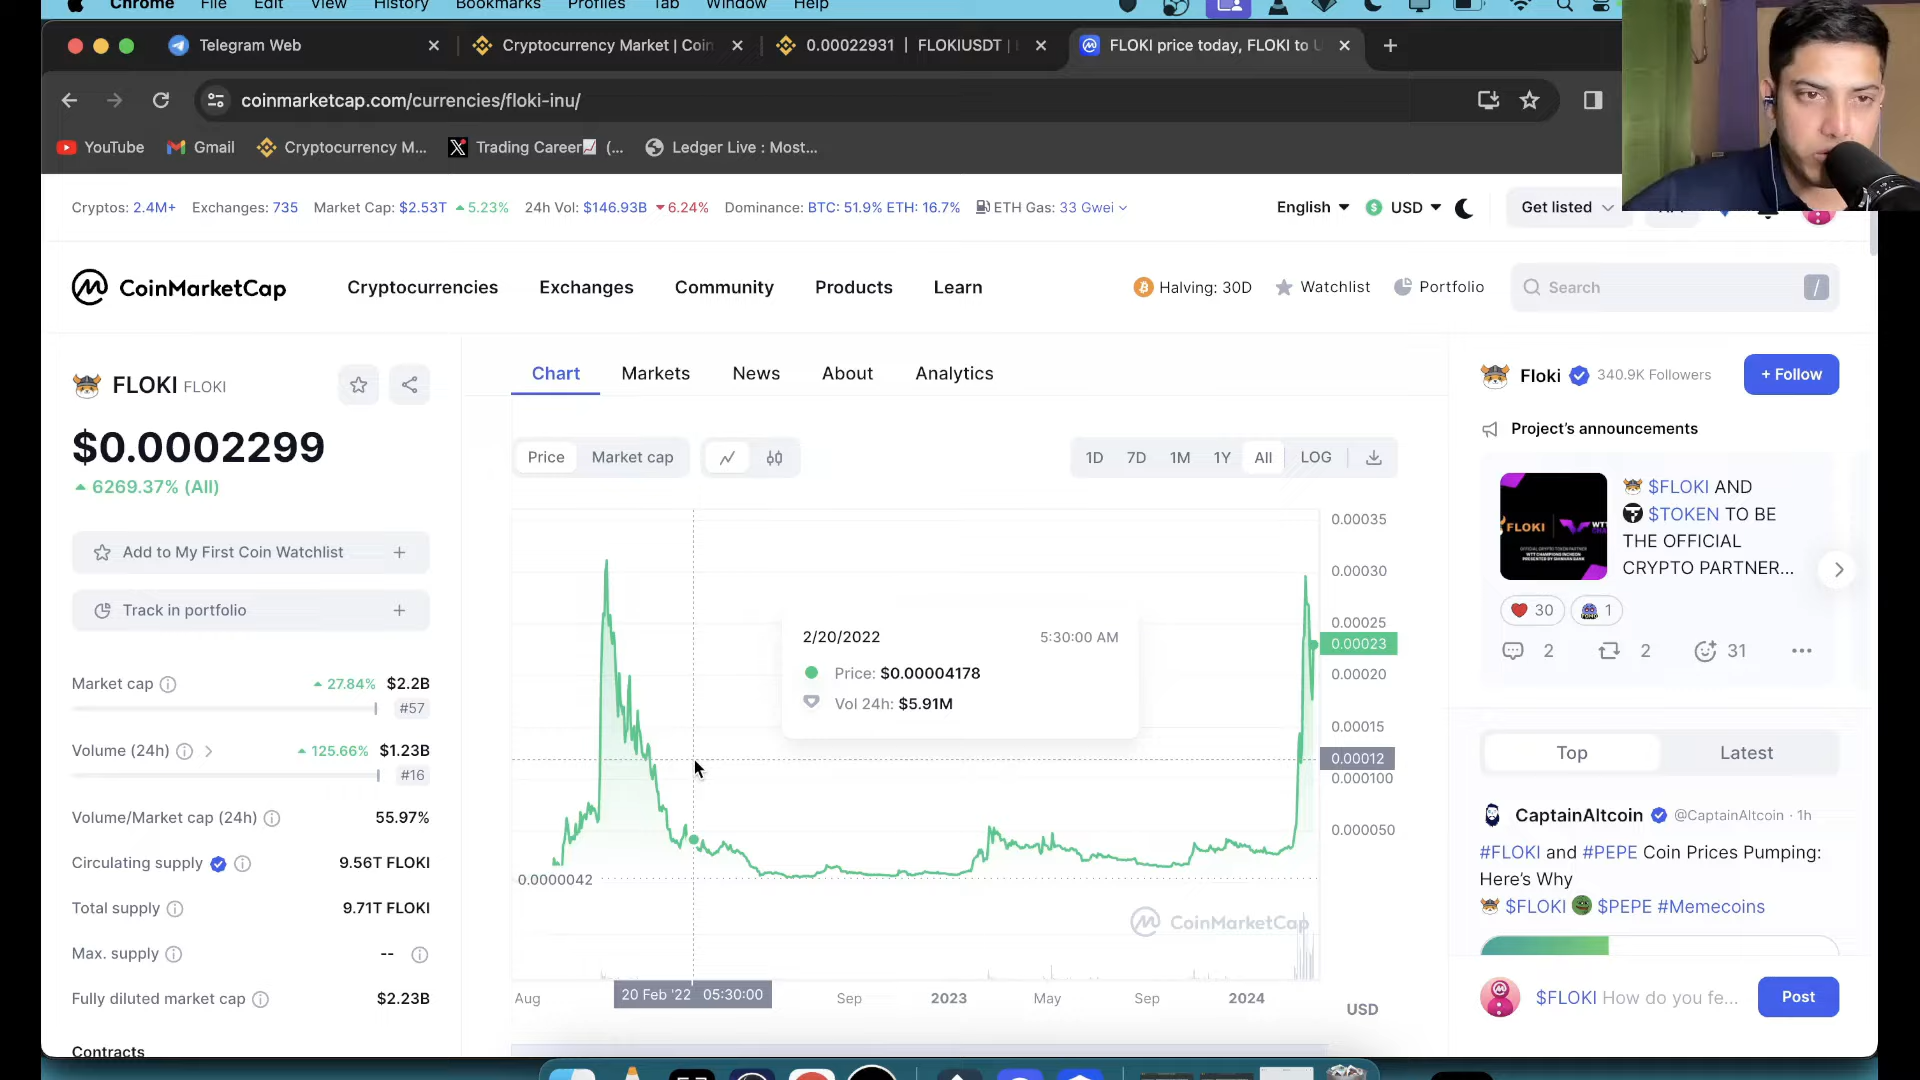 Chrome File Edit View History Bookmarks Profiles Tab Window Help
Telegram Web
Cryptocurrency Market | Coin
0.00022931 | FLOKIUSDT |
FLOKI price today, FLOKI to U
coinmarketcap.com/currencies/floki-inu/
YouTube
Gmail
Cryptocurrency M...
Trading Career📈 (...
Ledger Live : Most...
Cryptos: 2.4M+ Exchanges: 735 Market Cap: $2.53T 5.23% 24h Vol: $146.93B 6.24% Dominance: BTC: 51.9% ETH: 16.7% ETH Gas: 33 Gwei
English USD Get listed
CoinMarketCap
Cryptocurrencies Exchanges Community Products Learn
Halving: 30D Watchlist Portfolio
Search /
FLOKI FLOKI
$0.0002299
6269.37% (All)
Add to My First Coin Watchlist +
Track in portfolio +
Market cap 27.84% $2.2B
#57
Volume (24h) 125.66% $1.23B
#16
Volume/Market cap (24h) 55.97%
Circulating supply 9.56T FLOKI
Total supply 9.71T FLOKI
Max. supply --
Fully diluted market cap $2.23B
Contracts
Chart Markets News About Analytics
Price Market cap
1D 7D 1M 1Y All LOG
0.00035
0.00030
0.00025
0.00023
0.00020
0.00015
0.00012
0.000100
0.000050
2/20/2022 5:30:00 AM
Price: $0.00004178
Vol 24h: $5.91M
0.0000042
CoinMarketCap
Aug 20 Feb '22 05:30:00 Sep 2023 May Sep 2024
USD
Floki 340.9K Followers
+ Follow
Project's announcements
FLOKI
$FLOKI AND
$TOKEN TO BE
THE OFFICIAL
CRYPTO PARTNER...
30 1
2 2 31
Top Latest
CaptainAltcoin @CaptainAltcoin · 1h
#FLOKI and #PEPE Coin Prices Pumping:
Here's Why
$FLOKI $PEPE #Memecoins
$FLOKI How do you fe...
Post